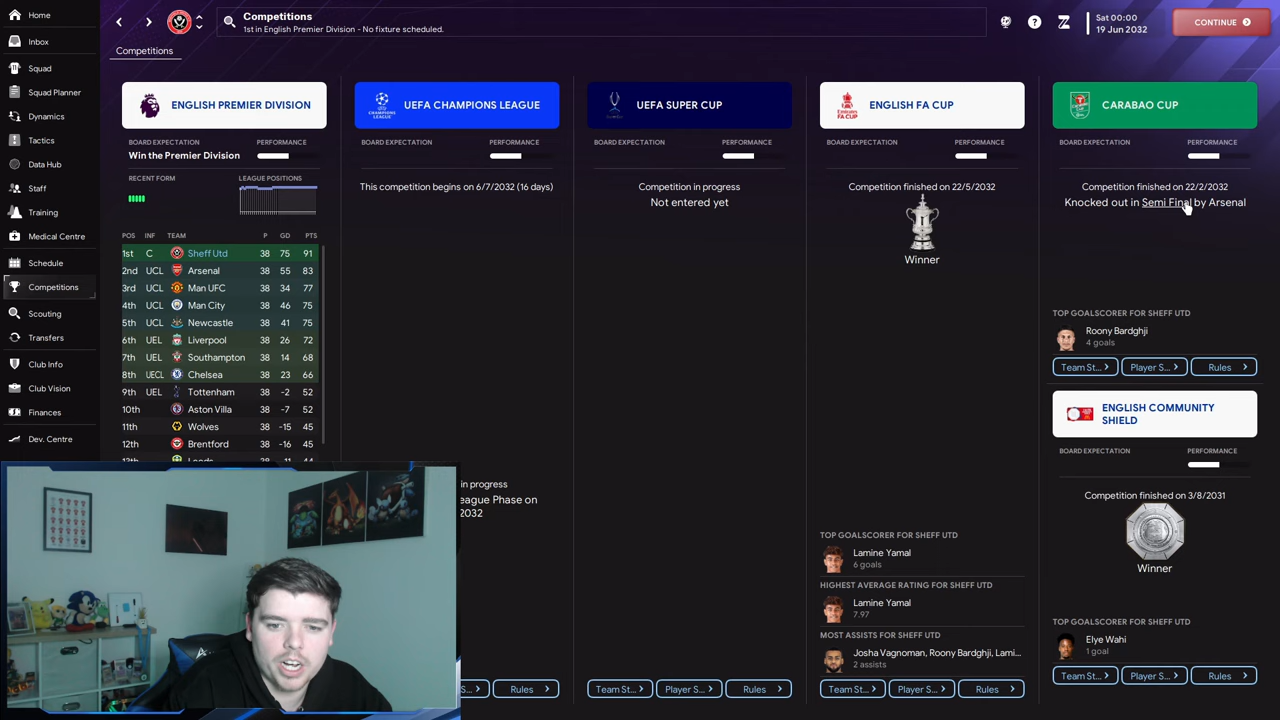 Home
Inbox
Squad
Squad Planner
Dynamics
Tactics
Data Hub
Staff
Training
Medical Centre
Schedule
Competitions
Scouting
Transfers
Club Info
Club Vision
Finances
Dev. Centre
Competitions
1st in English Premier Division - No fixture scheduled.
Sat 00:00
19 Jun 2032
CONTINUE
Competitions
ENGLISH PREMIER DIVISION
BOARD EXPECTATION PERFORMANCE
Win the Premier Division
RECENT FORM LEAGUE POSITIONS
POS INF TEAM P GD PTS
1st C Sheff Utd 38 75 91
2nd UCL Arsenal 38 55 83
3rd UCL Man UFC 38 34 77
4th UCL Man City 38 46 75
5th UCL Newcastle 38 41 75
6th UEL Liverpool 38 26 72
7th UEL Southampton 38 14 68
8th UECL Chelsea 38 23 66
9th UEL Tottenham 38 -2 52
10th Aston Villa 38 -7 52
11th Wolves 38 -15 45
12th Brentford 38 -16 45
13th Leeds 38 -11 44
UEFA CHAMPIONS LEAGUE
BOARD EXPECTATION PERFORMANCE
This competition begins on 6/7/2032 (16 days)
in progress
eague Phase on
2032
Rules
UEFA SUPER CUP
BOARD EXPECTATION PERFORMANCE
Competition in progress
Not entered yet
Team St... Player S... Rules
Emirates
FA CUP
ENGLISH FA CUP
BOARD EXPECTATION PERFORMANCE
Competition finished on 22/5/2032
Winner
TOP GOALSCORER FOR SHEFF UTD
Lamine Yamal
6 goals
HIGHEST AVERAGE RATING FOR SHEFF UTD
Lamine Yamal
7.97
MOST ASSISTS FOR SHEFF UTD
Josha Vagnoman, Roony Bardghji, Lami...
2 assists
Team St... Player S... Rules
CARABAO CUP
BOARD EXPECTATION PERFORMANCE
Competition finished on 22/2/2032
Knocked out in Semi Final by Arsenal
TOP GOALSCORER FOR SHEFF UTD
Roony Bardghji
4 goals
Team St... Player S... Rules
ENGLISH COMMUNITY
SHIELD
BOARD EXPECTATION PERFORMANCE
Competition finished on 3/8/2031
Winner
TOP GOALSCORER FOR SHEFF UTD
Elye Wahi
1 goal
Team St... Player S... Rules